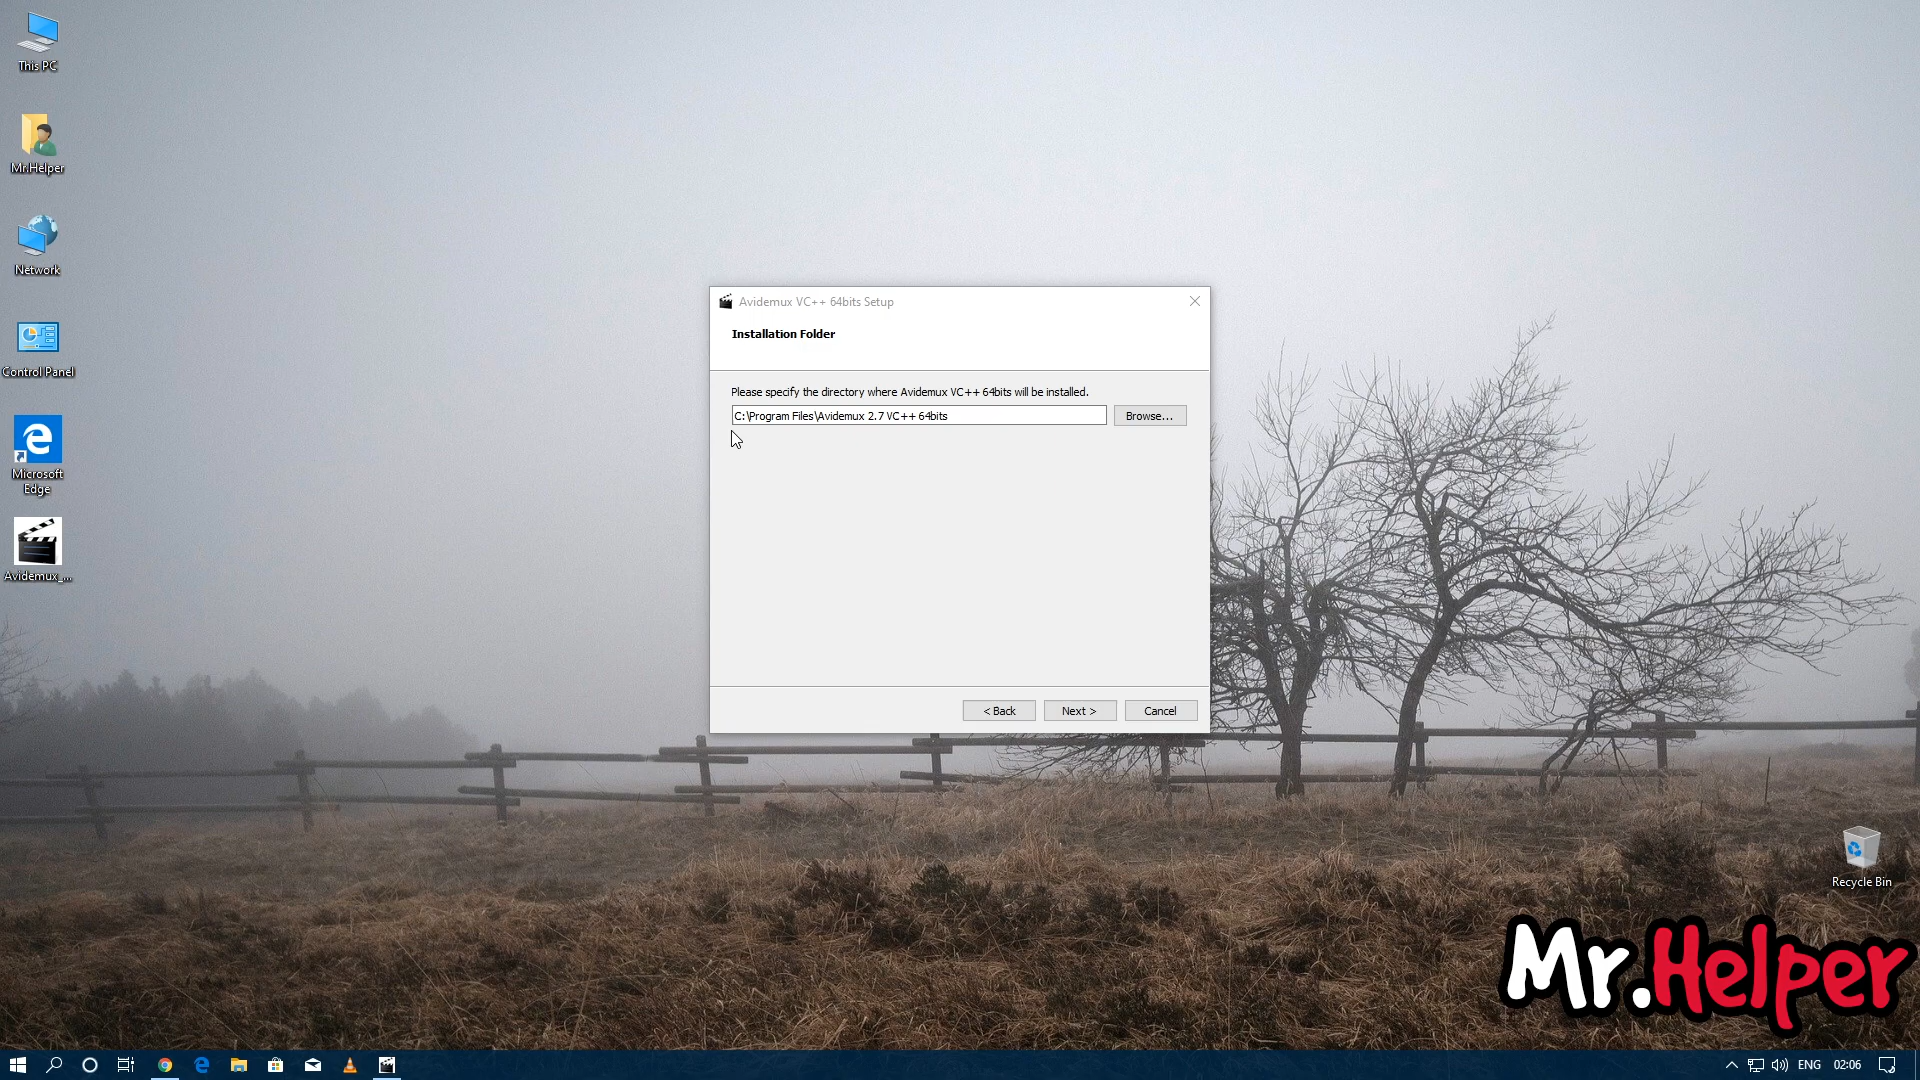 This PC
Mr.Helper
Network
Control Panel
Microsoft
Edge
Avidemux_...
Avidemux VC++ 64bits Setup
Installation Folder
Please specify the directory where Avidemux VC++ 64bits will be installed.
C:\Program Files\Avidemux 2.7 VC++ 64bits
Browse...
< Back
Next >
Cancel
Recycle Bin
Mr.Helper
ENG
02:06